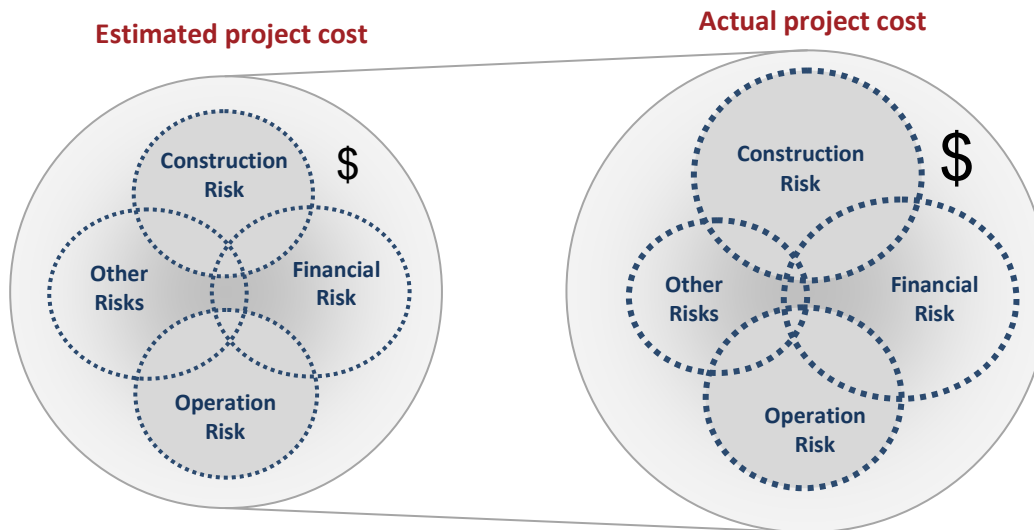 Estimated project cost
Construction
Risk
$
Other
Risks
Financial
Risk
Operation
Risk
Actual project cost
Construction
Risk
$
Other
Risks
Financial
Risk
Operation
Risk